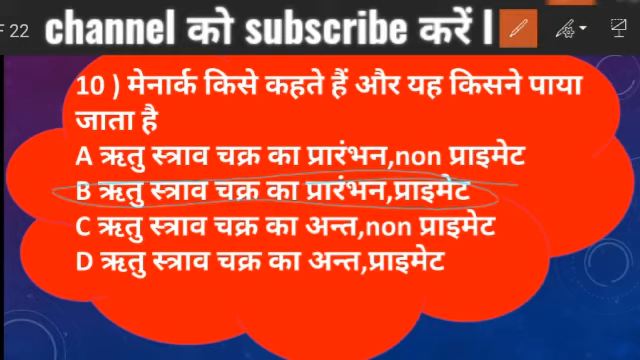 F 22 channel को subscribe करें l
10 ) मेनार्क किसे कहते हैं और यह किसने पाया
जाता है
A ऋतु स्त्राव चक्र का प्रारंभन,non प्राइमेट
B ऋतु स्त्राव चक्र का प्रारंभन,प्राइमेट
C ऋतु स्त्राव चक्र का अन्त,non प्राइमेट
D ऋतु स्त्राव चक्र का अन्त,प्राइमेट